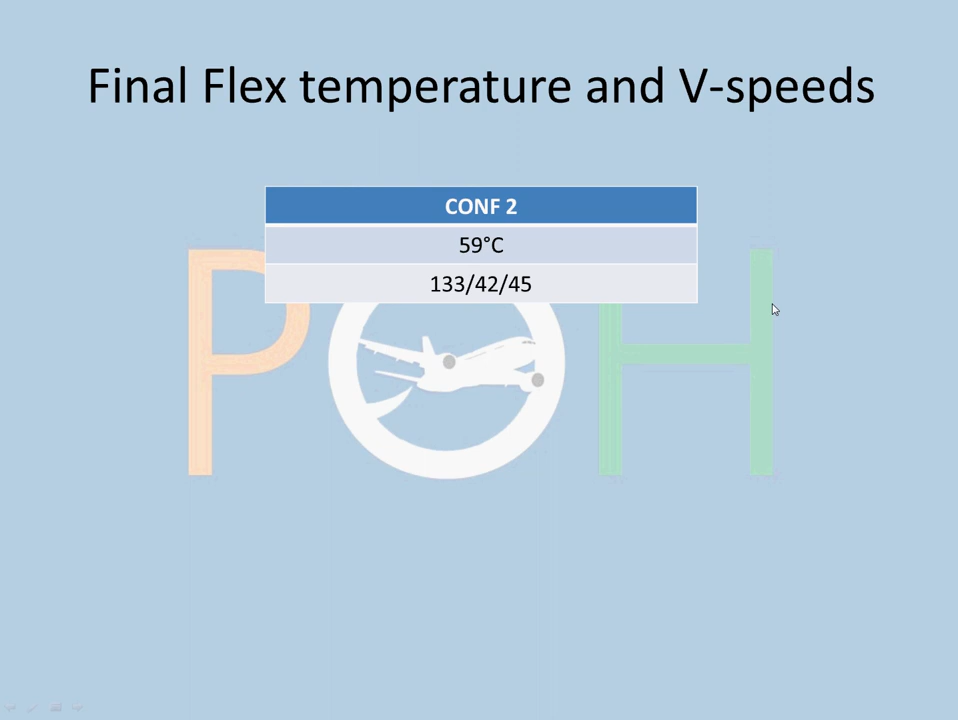 Final Flex temperature and V-speeds
CONF 2
59°C
133/42/45
P H